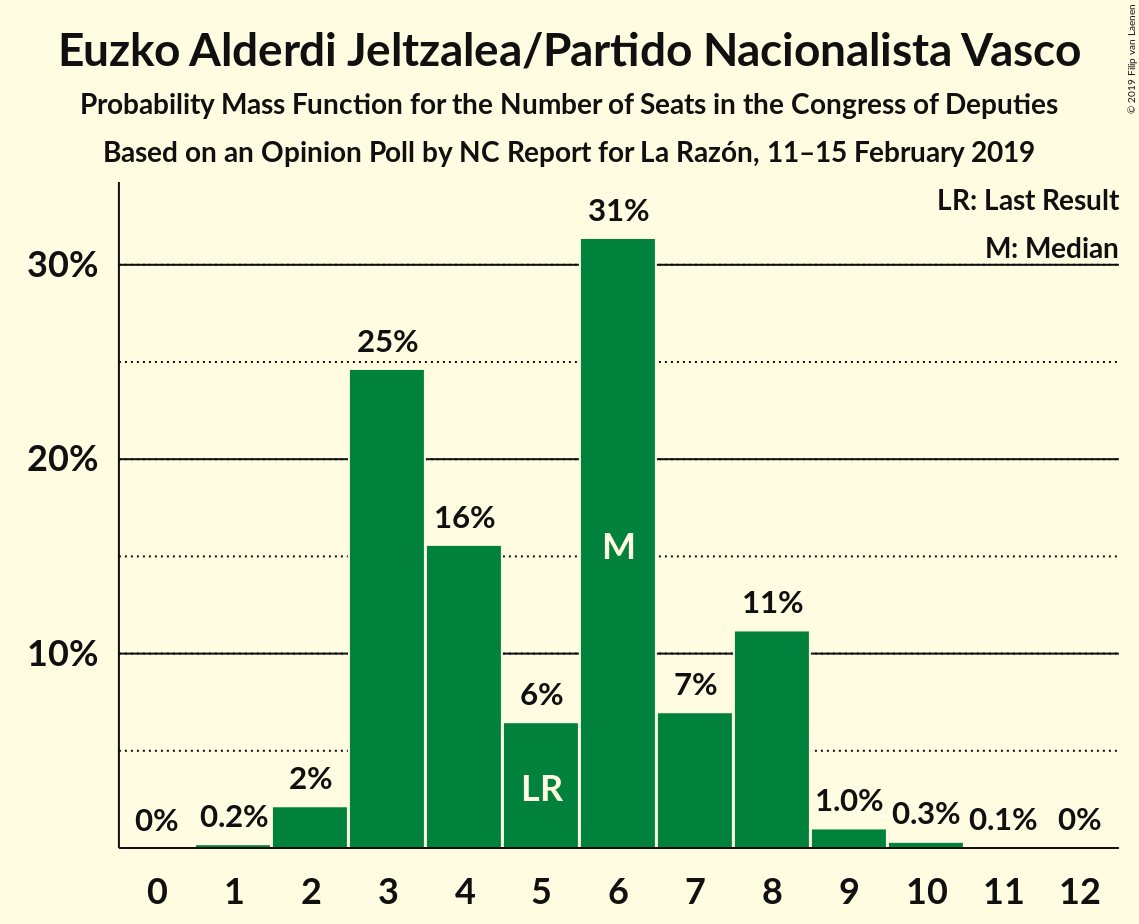 Euzko Alderdi Jeltzalea/Partido Nacionalista Vasco
Probability Mass Function for the Number of Seats in the Congress of Deputies
Based on an Opinion Poll by NC Report for La Razón, 11–15 February 2019
© 2019 Filip van Laenen
LR: Last Result
M: Median
30%
20%
10%
0%
0.2%
2%
25%
16%
6%
31%
7%
11%
1.0%
0.3%
0.1%
0%
LR
M
0 1 2 3 4 5 6 7 8 9 10 11 12